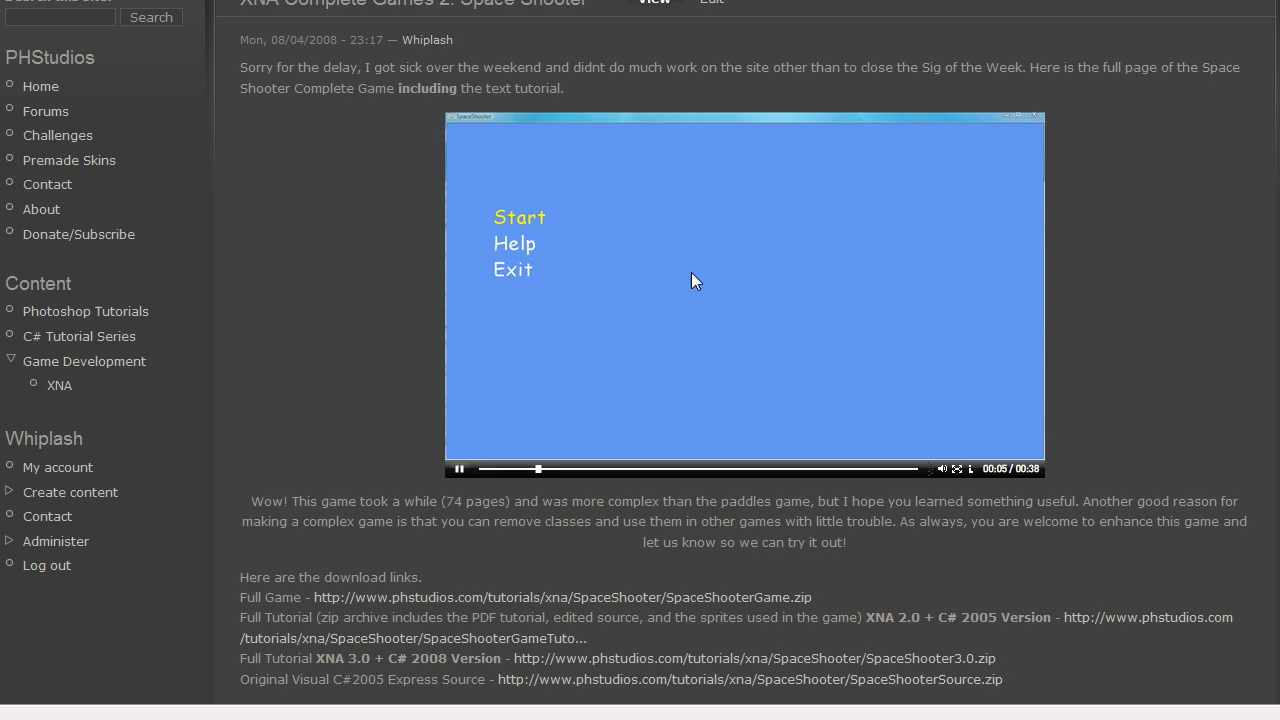 Search this site:
Search
PHStudios
Home
Forums
Challenges
Premade Skins
Contact
About
Donate/Subscribe
Content
Photoshop Tutorials
C# Tutorial Series
Game Development
XNA
Whiplash
My account
Create content
Contact
Administer
Log out
XNA Complete Games 2: Space Shooter
View Edit
Mon, 08/04/2008 - 23:17 — Whiplash
Sorry for the delay, I got sick over the weekend and didnt do much work on the site other than to close the Sig of the Week. Here is the full page of the Space
Shooter Complete Game including the text tutorial.
SpaceShooter
Start
Help
Exit
00:05 / 00:38
Wow! This game took a while (74 pages) and was more complex than the paddles game, but I hope you learned something useful. Another good reason for
making a complex game is that you can remove classes and use them in other games with little trouble. As always, you are welcome to enhance this game and
let us know so we can try it out!
Here are the download links.
Full Game - http://www.phstudios.com/tutorials/xna/SpaceShooter/SpaceShooterGame.zip
Full Tutorial (zip archive includes the PDF tutorial, edited source, and the sprites used in the game) XNA 2.0 + C# 2005 Version - http://www.phstudios.com
/tutorials/xna/SpaceShooter/SpaceShooterGameTuto...
Full Tutorial XNA 3.0 + C# 2008 Version - http://www.phstudios.com/tutorials/xna/SpaceShooter/SpaceShooter3.0.zip
Original Visual C#2005 Express Source - http://www.phstudios.com/tutorials/xna/SpaceShooter/SpaceShooterSource.zip